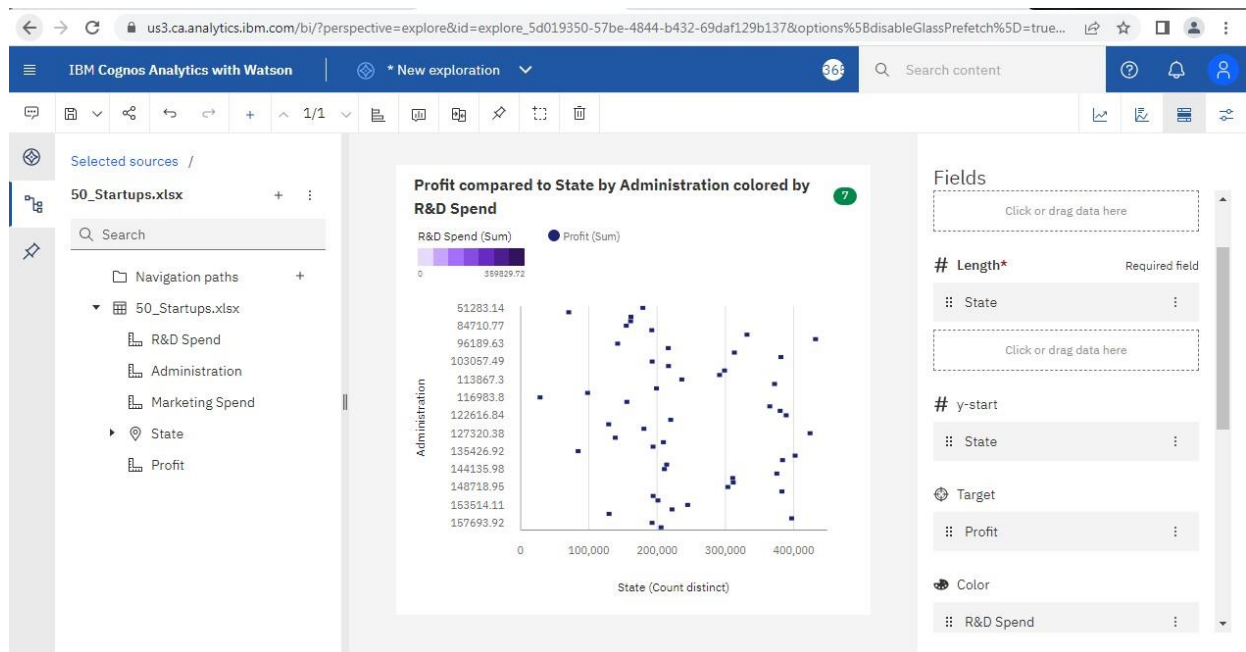 us3.ca.analytics.ibm.com/bi/?perspective=explore&id=explore_5d019350-57be-4844-b432-69daf129b137&options%5BdisableGlassPrefetch%5D=true...
IBM Cognos Analytics with Watson
* New exploration
365
Search content
1/1
Selected sources /
50_Startups.xlsx
Search
Navigation paths
50_Startups.xlsx
R&D Spend
Administration
Marketing Spend
State
Profit
Profit compared to State by Administration colored by
R&D Spend
7
R&D Spend (Sum)
Profit (Sum)
0
359829.72
Administration
51283.14
84710.77
96189.63
103057.49
113867.3
116983.8
122616.84
127320.38
135426.92
144135.98
148718.95
153514.11
157693.92
0 100,000 200,000 300,000 400,000
State (Count distinct)
Fields
Click or drag data here
# Length* Required field
State
Click or drag data here
# y-start
State
Target
Profit
Color
R&D Spend